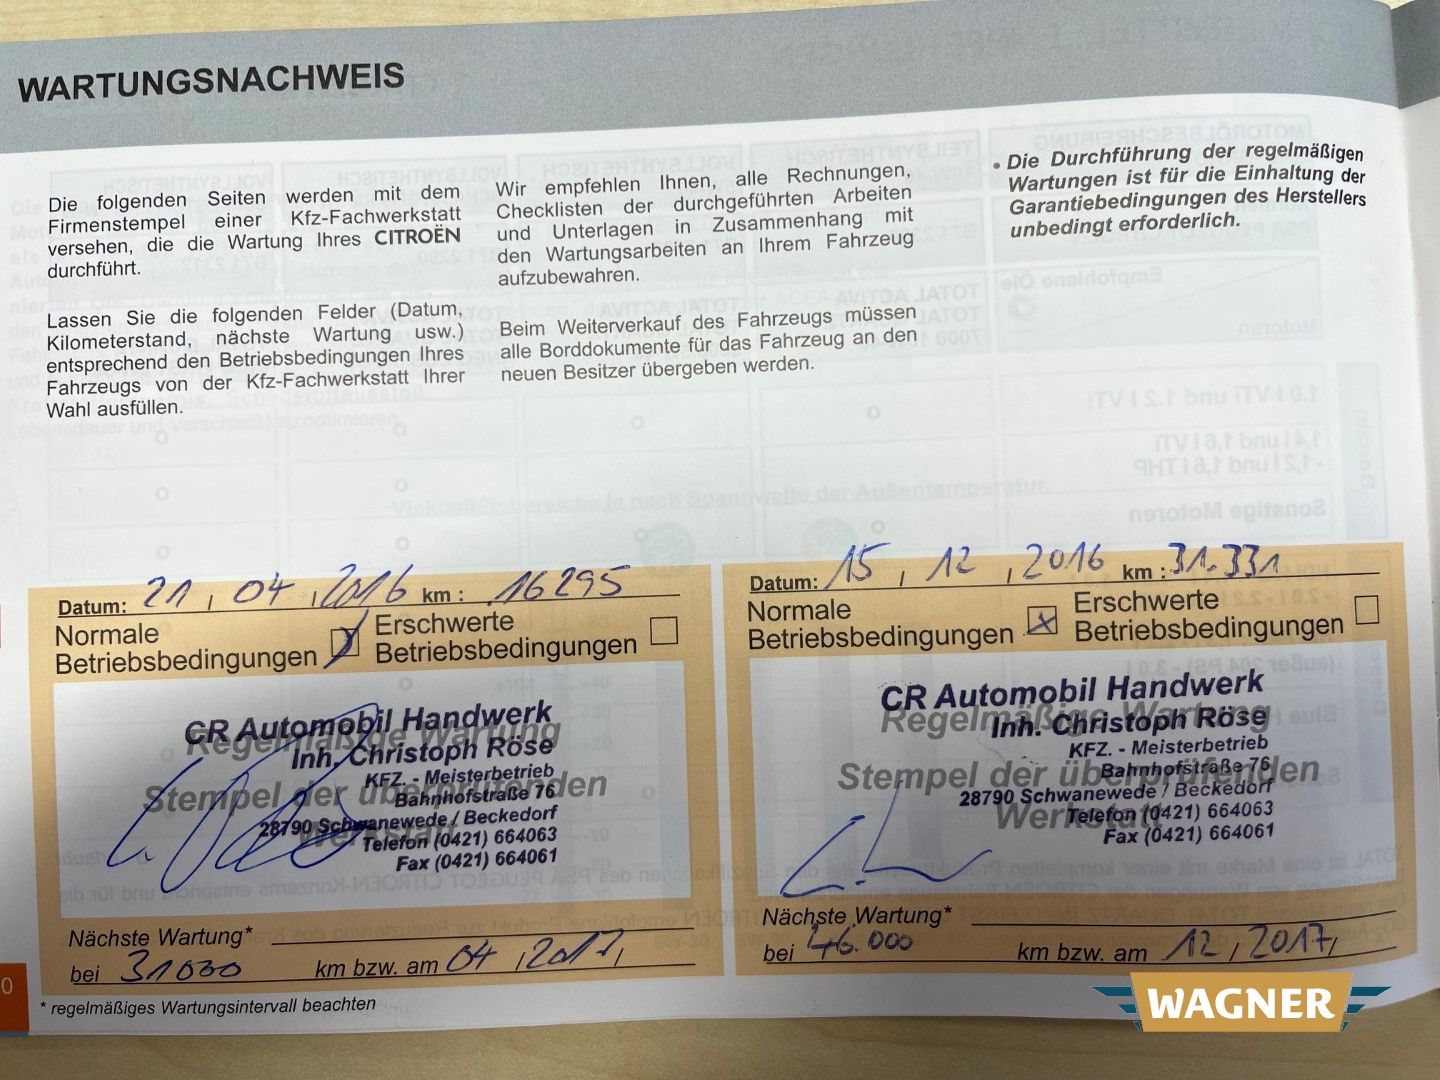 WARTUNGSNACHWEIS
Die folgenden Seiten werden mit dem
Firmenstempel einer Kfz-Fachwerkstatt
versehen, die die Wartung Ihres CITROËN
durchführt.
Lassen Sie die folgenden Felder (Datum,
Kilometerstand, nächste Wartung usw.)
entsprechend den Betriebsbedingungen Ihres
Fahrzeugs von der Kfz-Fachwerkstatt Ihrer
Wahl ausfüllen.
Wir empfehlen Ihnen, alle Rechnungen,
Checklisten der durchgeführten Arbeiten
und Unterlagen in Zusammenhang mit
den Wartungsarbeiten an Ihrem Fahrzeug
aufzubewahren.
Beim Weiterverkauf des Fahrzeugs müssen
alle Borddokumente für das Fahrzeug an den
neuen Besitzer übergeben werden.
• Die Durchführung der regelmäßigen
Wartungen ist für die Einhaltung der
Garantiebedingungen des Herstellers
unbedingt erforderlich.
Datum: 21, 04, 2016 km : 16295
Normale
Betriebsbedingungen
Erschwerte
Betriebsbedingungen
Regelmäßige Wartung
Stempel der überprüfenden
Werkstatt
CR Automobil Handwerk
Inh. Christoph Röse
KFZ. - Meisterbetrieb
Bahnhofstraße 76
28790 Schwanewede / Beckedorf
Telefon (0421) 664063
Fax (0421) 664061
Nächste Wartung*
bei 31000 km bzw. am 04, 2017,
Datum: 15, 12, 2016 km : 31.331
Normale
Betriebsbedingungen
Erschwerte
Betriebsbedingungen
Regelmäßige Wartung
Stempel der überprüfenden
Werkstatt
CR Automobil Handwerk
Inh. Christoph Röse
KFZ. - Meisterbetrieb
Bahnhofstraße 76
28790 Schwanewede / Beckedorf
Telefon (0421) 664063
Fax (0421) 664061
Nächste Wartung*
bei 46.000 km bzw. am 12, 2017,
* regelmäßiges Wartungsintervall beachten
0
WAGNER